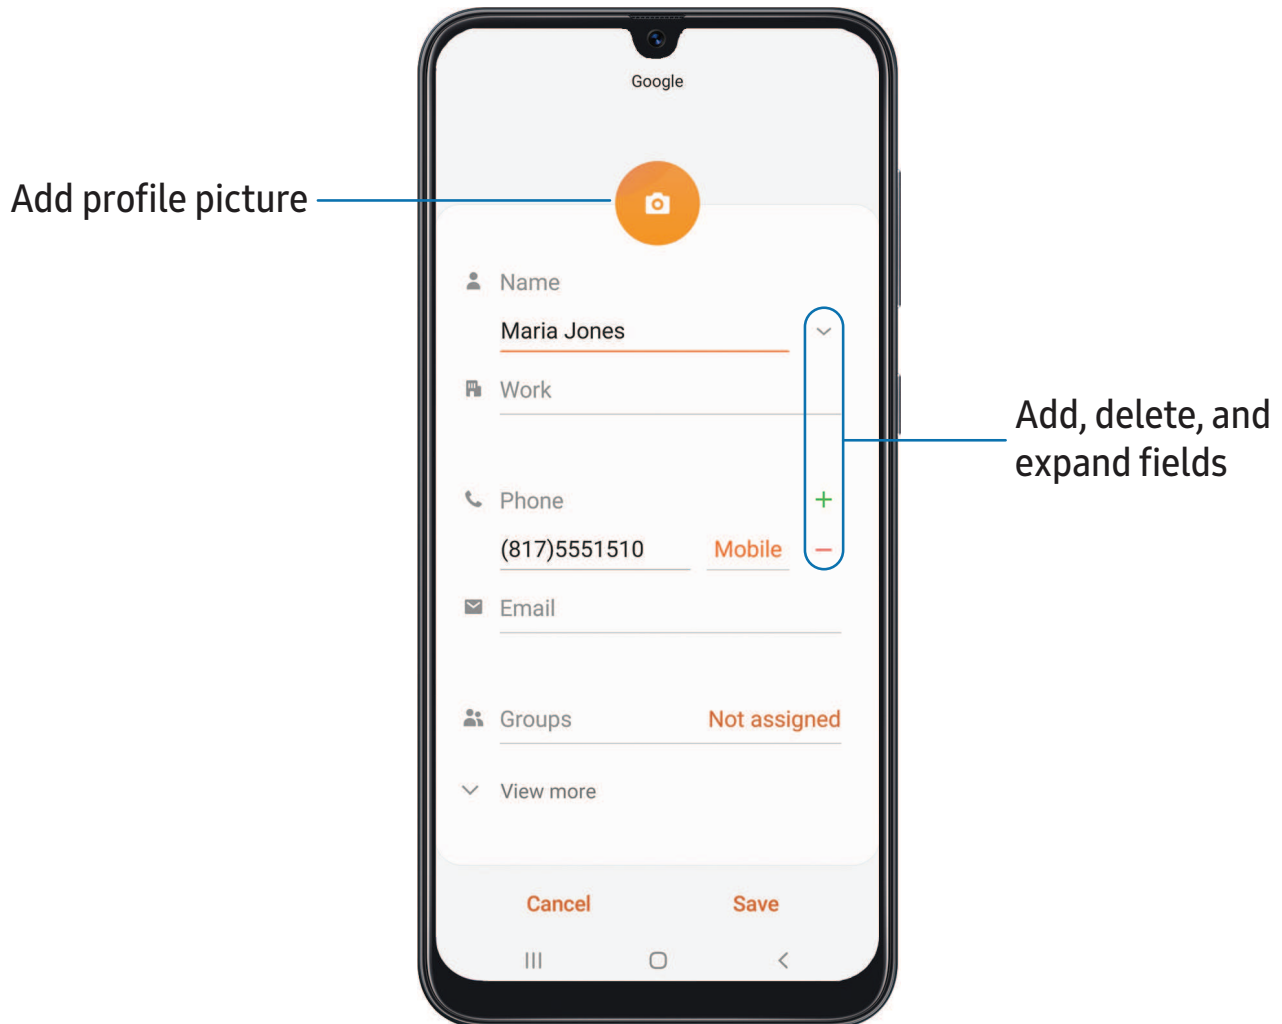 Google
Add profile picture
Name
Maria Jones
Work
Add, delete, and
expand fields
Phone
(817)5551510 Mobile
Email
Groups Not assigned
View more
Cancel Save